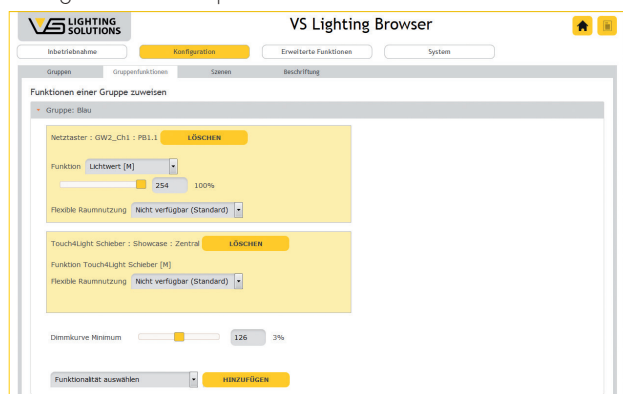 VS LIGHTING SOLUTIONS
VS Lighting Browser
Inbetriebnahme Konfiguration Erweiterte Funktionen System
Gruppen Gruppenfunktionen Szenen Beschriftung
Funktionen einer Gruppe zuweisen
Gruppe: Blau
Netztaster : GW2_Ch1 : PB1.1 LÖSCHEN
Funktion Lichtwert [M]
254 100%
Flexible Raumnutzung Nicht verfügbar (Standard)
Touch4Light Schieber : Showcase : Zentral LÖSCHEN
Funktion Touch4Light Schieber [M]
Flexible Raumnutzung Nicht verfügbar (Standard)
Dimmkurve Minimum 126 3%
Funktionalität auswählen HINZUFÜGEN